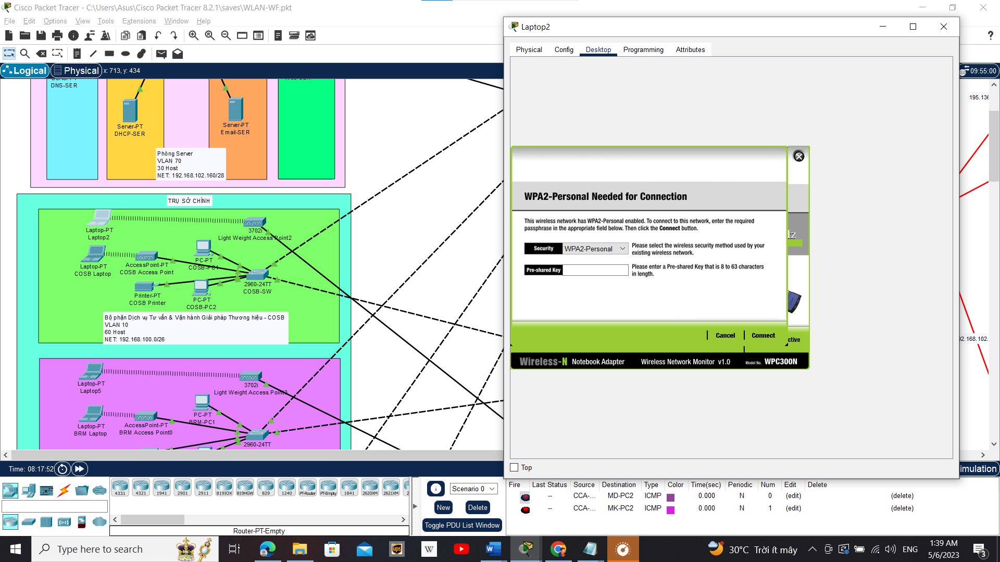 Cisco Packet Tracer - C:\Users\Asus\Cisco Packet Tracer 8.2.1\saves\WLAN-WF.pkt
File Edit Options View Tools Extensions Window Help
Logical Physical x: 713, y: 434
09:55:00
DNS-SER
Server-PT
DHCP-SER
Server-PT
Email-SER
Phòng Server
VLAN 70
30 Host
NET: 192.168.102.160/28
TRỤ SỞ CHÍNH
Laptop-PT
Laptop2
3702i
Light Weight Access Point2
Laptop-PT
COSB Laptop
AccessPoint-PT
COSB Access Point
PC-PT
COSB-PC1
2960-24TT
COSB-SW
Printer-PT
COSB Printer
PC-PT
COSB-PC2
Bộ phận Dịch vụ Tư vấn & Vận hành Giải pháp Thương hiệu - COSB
VLAN 10
60 Host
NET: 192.168.100.0/26
Laptop-PT
Laptop5
3702i
Light Weight Access Point3
Laptop-PT
BRM Laptop
AccessPoint-PT
BRM Access Point0
PC-PT
BRM-PC1
2960-24TT
195.136
92.168.102.
Laptop2
Physical Config Desktop Programming Attributes
WPA2-Personal Needed for Connection
This wireless network has WPA2-Personal enabled. To connect to this network, enter the required
passphrase in the appropriate field below. Then click the Connect button.
Security WPA2-Personal
Please select the wireless security method used by your
existing wireless network.
Pre-shared Key
Please enter a Pre-shared Key that is 8 to 63 characters
in length.
Cancel Connect
ctive
Hz
Wireless-N Notebook Adapter Wireless Network Monitor v1.0 Model No. WPC300N
Top
Time: 08:17:52
imulation
4331 4321 1941 2901 2911 819IOX 819HGW 829 1240 PT-Router PT-Empty 1841 2620XM 2621XM 2
Router-PT-Empty
Scenario 0
New Delete
Toggle PDU List Window
Fire Last Status Source Destination Type Color Time(sec) Periodic Num Edit Delete
-- CCA-... MD-PC2 ICMP 0.000 N 0 (edit) (delete)
-- CCA-... MK-PC2 ICMP 0.000 N 1 (edit) (delete)
Type here to search
ups
W
30°C Trời ít mây
ENG
1:39 AM
5/6/2023
3